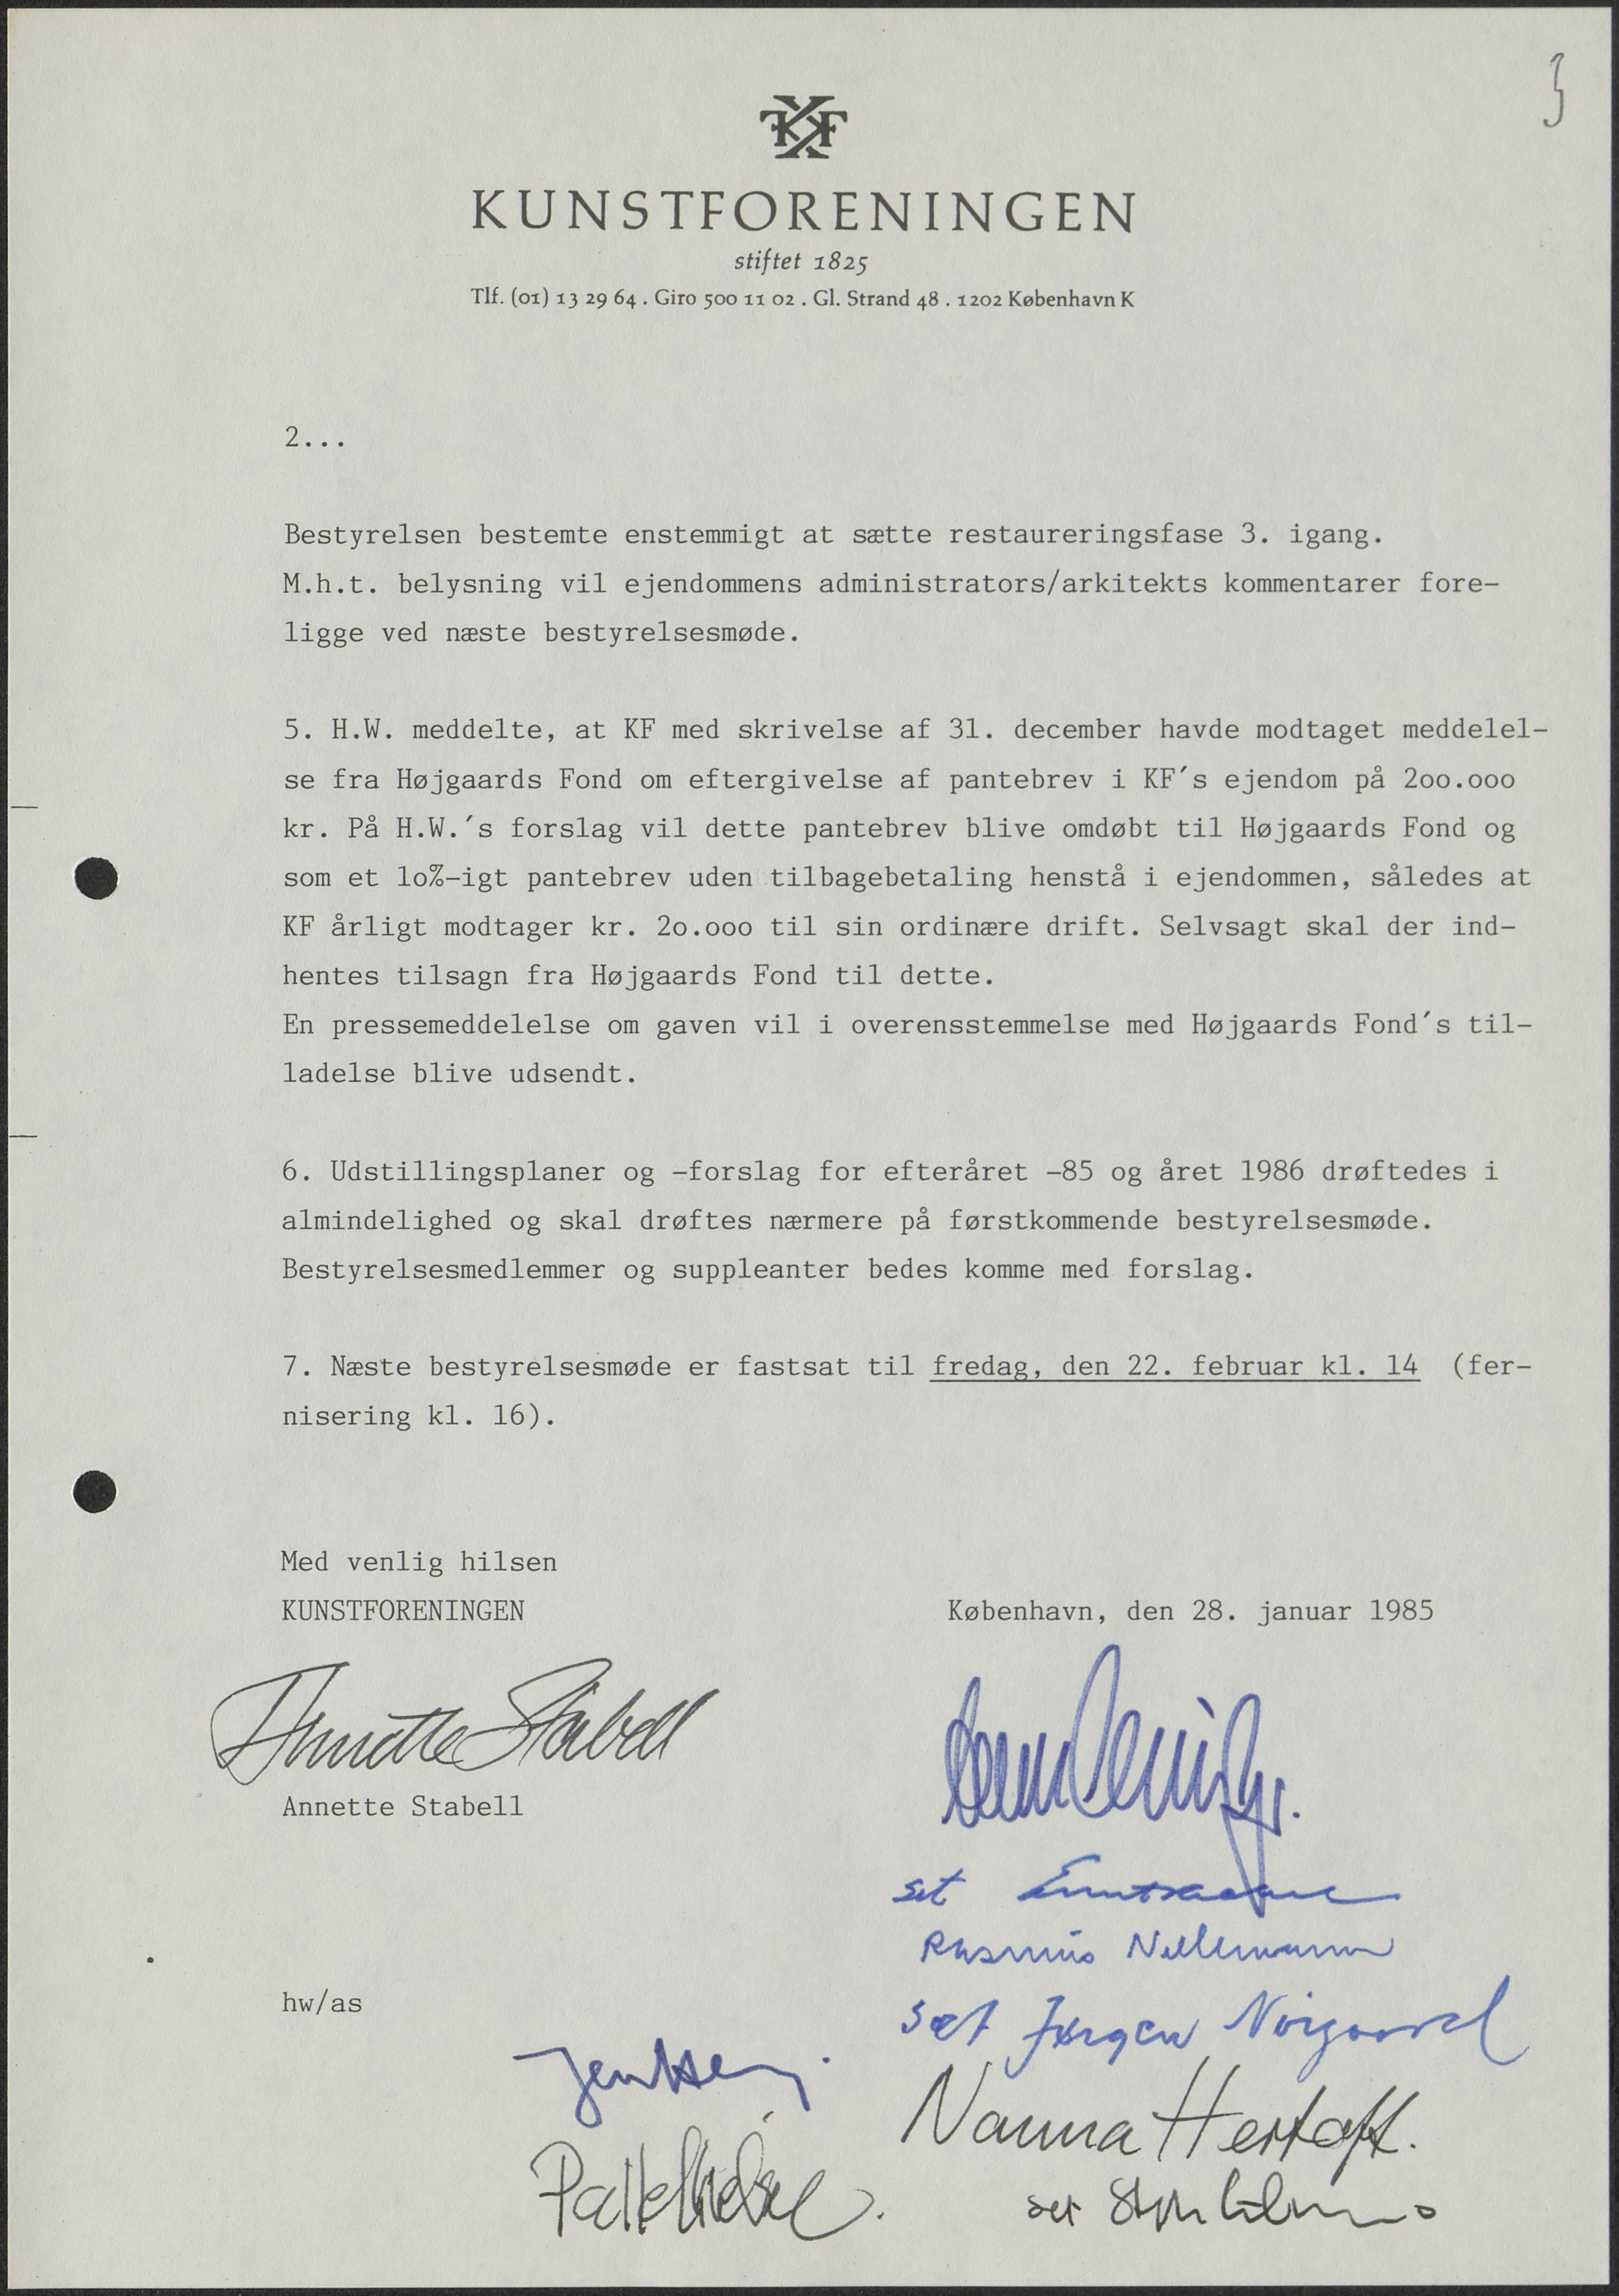 3
KF
KUNSTFORENINGEN
stiftet 1825
Tlf. (01) 13 29 64 . Giro 500 11 02 . Gl. Strand 48 . 1202 København K
2...
Bestyrelsen bestemte enstemmigt at sætte restaureringsfase 3. igang.
M.h.t. belysning vil ejendommens administrators/arkitekts kommentarer fore-
ligge ved næste bestyrelsesmøde.
5. H.W. meddelte, at KF med skrivelse af 31. december havde modtaget meddelel-
se fra Højgaards Fond om eftergivelse af pantebrev i KF´s ejendom på 2oo.ooo
kr. På H.W.´s forslag vil dette pantebrev blive omdøbt til Højgaards Fond og
som et 1o%-igt pantebrev uden tilbagebetaling henstå i ejendommen, således at
KF årligt modtager kr. 2o.ooo til sin ordinære drift. Selvsagt skal der ind-
hentes tilsagn fra Højgaards Fond til dette.
En pressemeddelelse om gaven vil i overensstemmelse med Højgaards Fond´s til-
ladelse blive udsendt.
6. Udstillingsplaner og -forslag for efteråret -85 og året 1986 drøftedes i
almindelighed og skal drøftes nærmere på førstkommende bestyrelsesmøde.
Bestyrelsesmedlemmer og suppleanter bedes komme med forslag.
7. Næste bestyrelsesmøde er fastsat til fredag, den 22. februar kl. 14 (fer-
nisering kl. 16).
Med venlig hilsen
KUNSTFORENINGEN
København, den 28. januar 1985
Annette Stabell
Annette Stabell
set
Rasmus Nellemann
hw/as
set Jørgen Nørgaard
Nanna Hertoft.
Palle Nielsen.
set